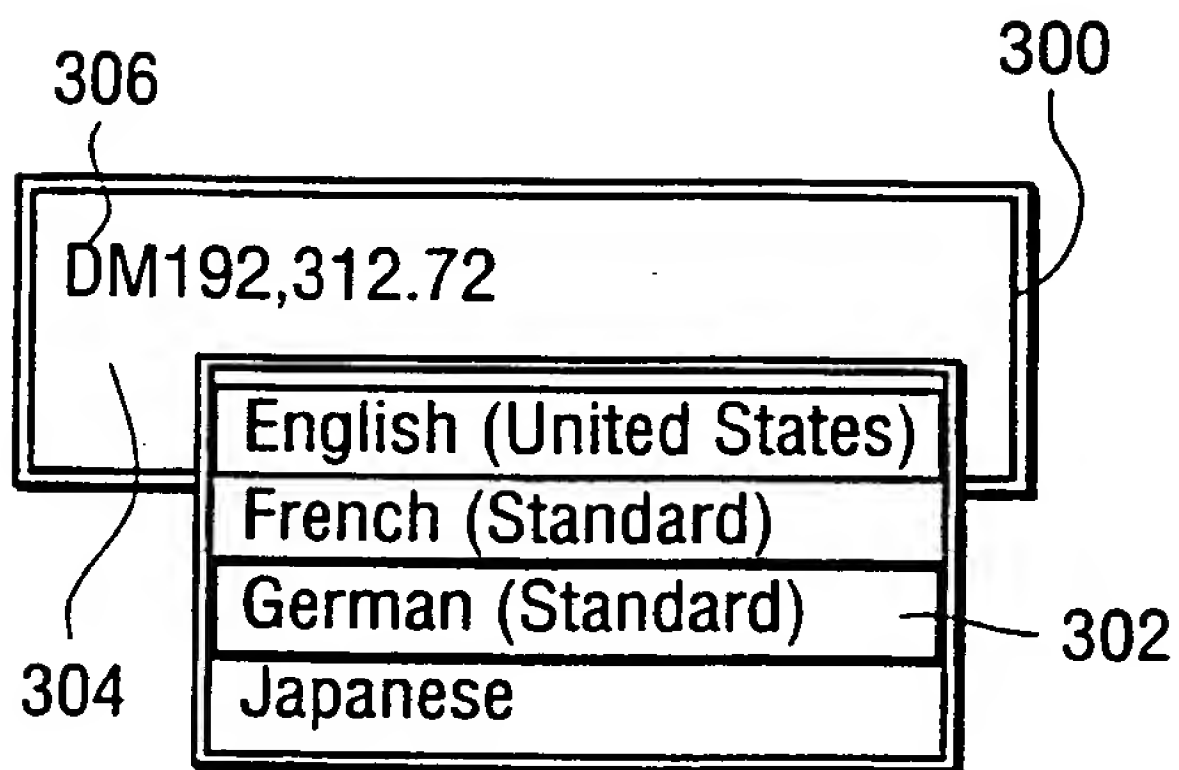 306
300
DM192,312.72
English (United States)
French (Standard)
German (Standard)
302
304
Japanese